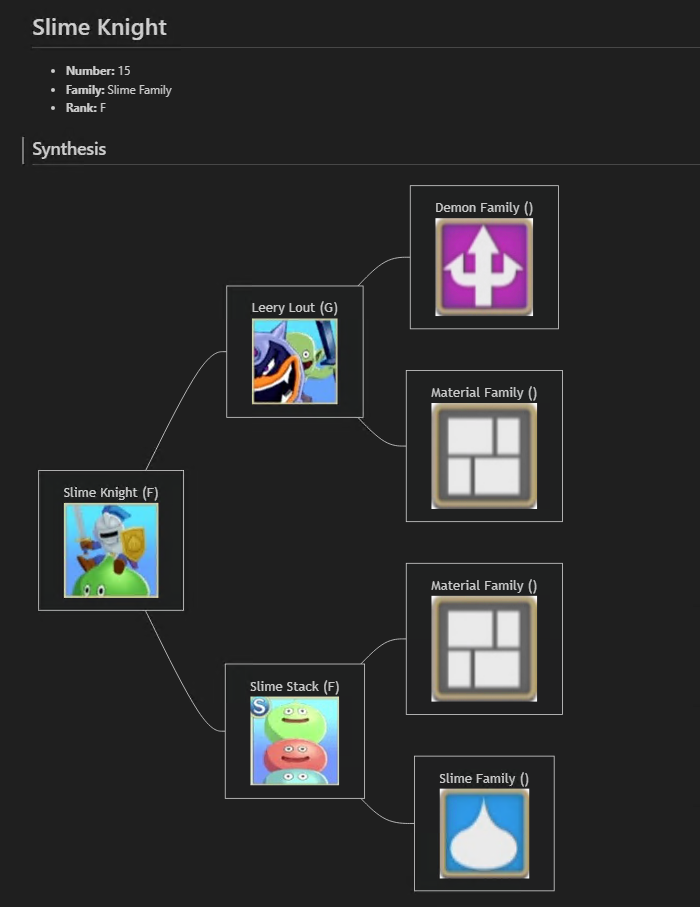 Slime Knight
Number: 15
Family: Slime Family
Rank: F
Synthesis
Demon Family ()
Leery Lout (G)
Material Family ()
Slime Knight (F)
Material Family ()
Slime Stack (F)
S
Slime Family ()